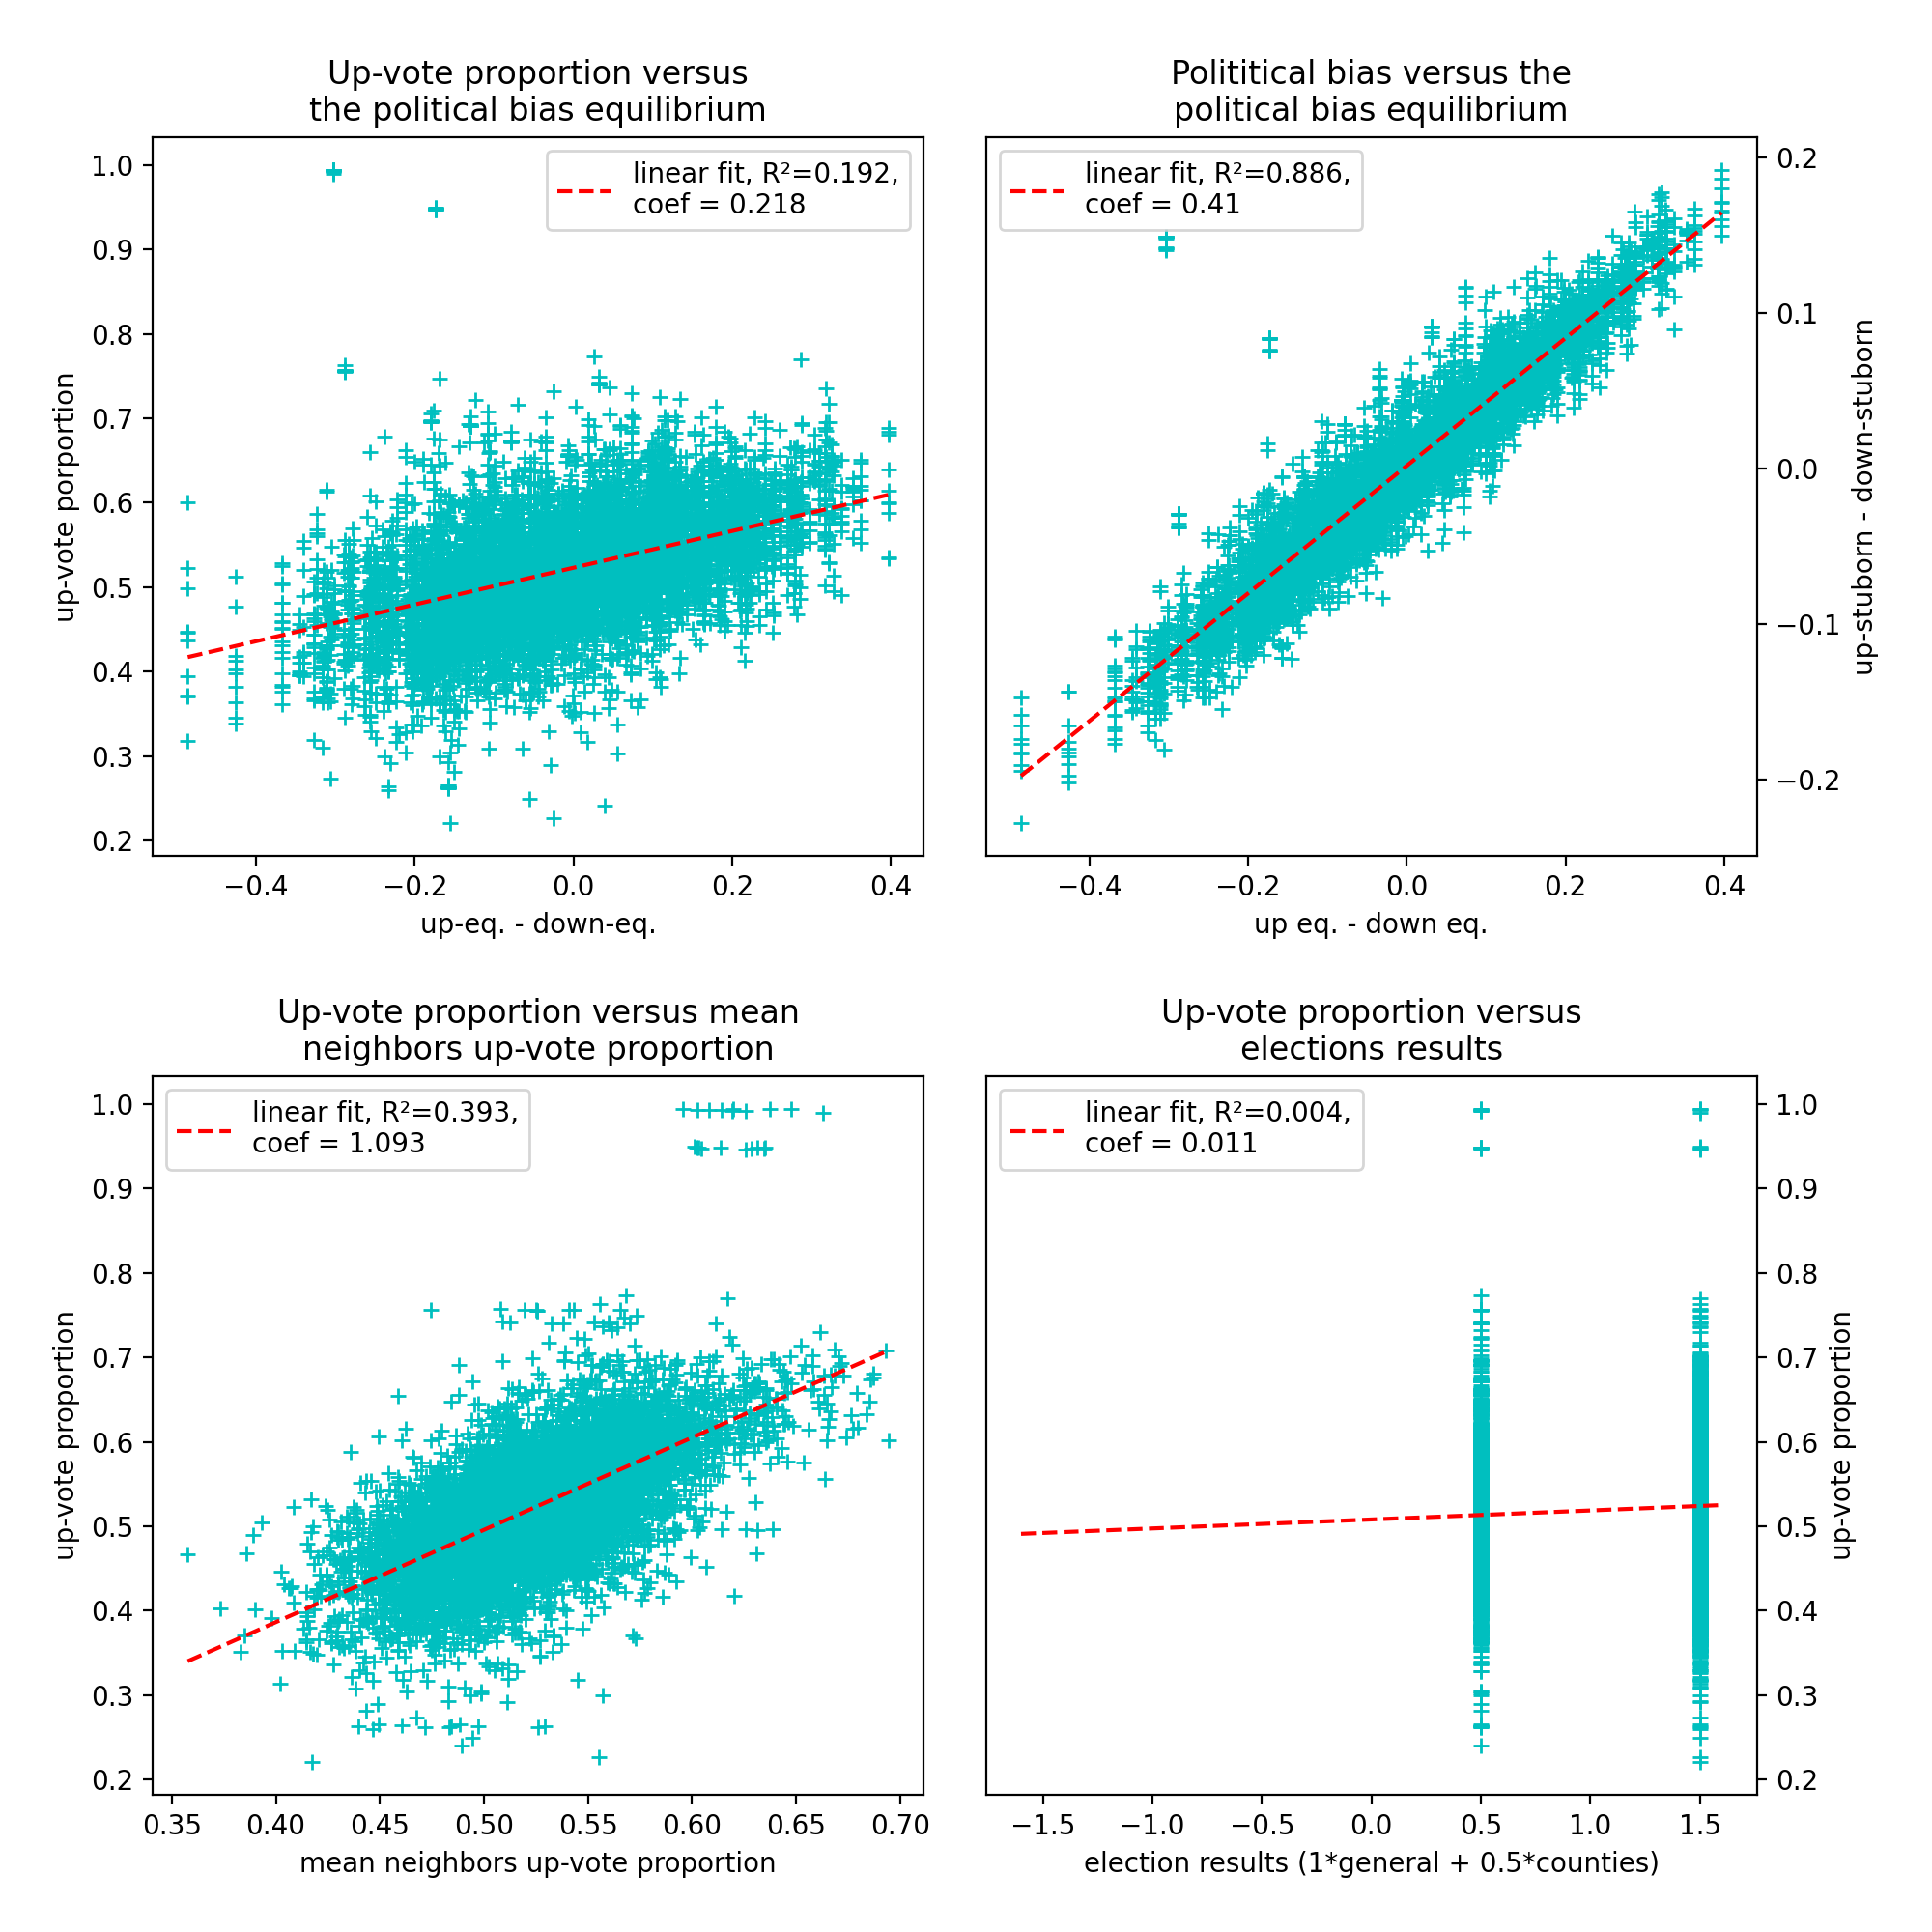 Up-vote proportion versus
the political bias equilibrium
linear fit, R²=0.192,
coef = 0.218
up-vote porportion
1.0
0.9
0.8
0.7
0.6
0.5
0.4
0.3
0.2
−0.4
−0.2
0.0
0.2
0.4
up-eq. - down-eq.
Polititical bias versus the
political bias equilibrium
linear fit, R²=0.886,
coef = 0.41
0.2
0.1
0.0
−0.1
−0.2
up-stuborn - down-stuborn
−0.4
−0.2
0.0
0.2
0.4
up eq. - down eq.
Up-vote proportion versus mean
neighbors up-vote proportion
linear fit, R²=0.393,
coef = 1.093
up-vote proportion
1.0
0.9
0.8
0.7
0.6
0.5
0.4
0.3
0.2
0.35
0.40
0.45
0.50
0.55
0.60
0.65
0.70
mean neighbors up-vote proportion
Up-vote proportion versus
elections results
linear fit, R²=0.004,
coef = 0.011
1.0
0.9
0.8
0.7
0.6
0.5
0.4
0.3
0.2
up-vote proportion
−1.5
−1.0
−0.5
0.0
0.5
1.0
1.5
election results (1*general + 0.5*counties)